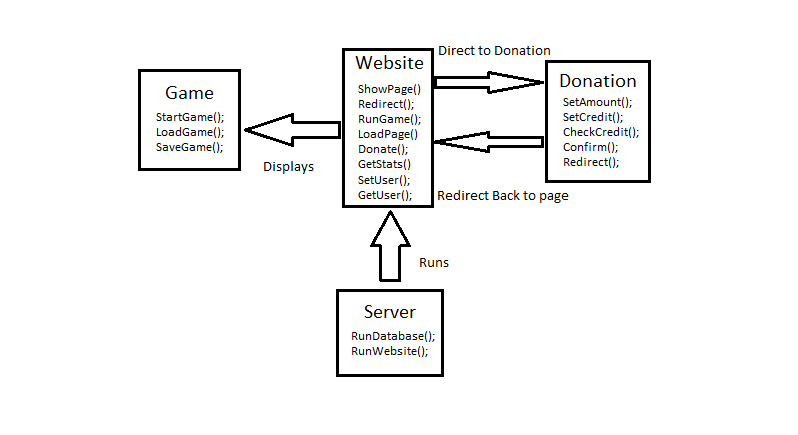 Direct to Donation
Website
ShowPage()
Redirect();
RunGame();
LoadPage()
Donate();
GetStats()
SetUser();
GetUser();
Game
StartGame();
LoadGame();
SaveGame();
Displays
Donation
SetAmount();
SetCredit();
CheckCredit();
Confirm();
Redirect();
Redirect Back to page
Runs
Server
RunDatabase();
RunWebsite();